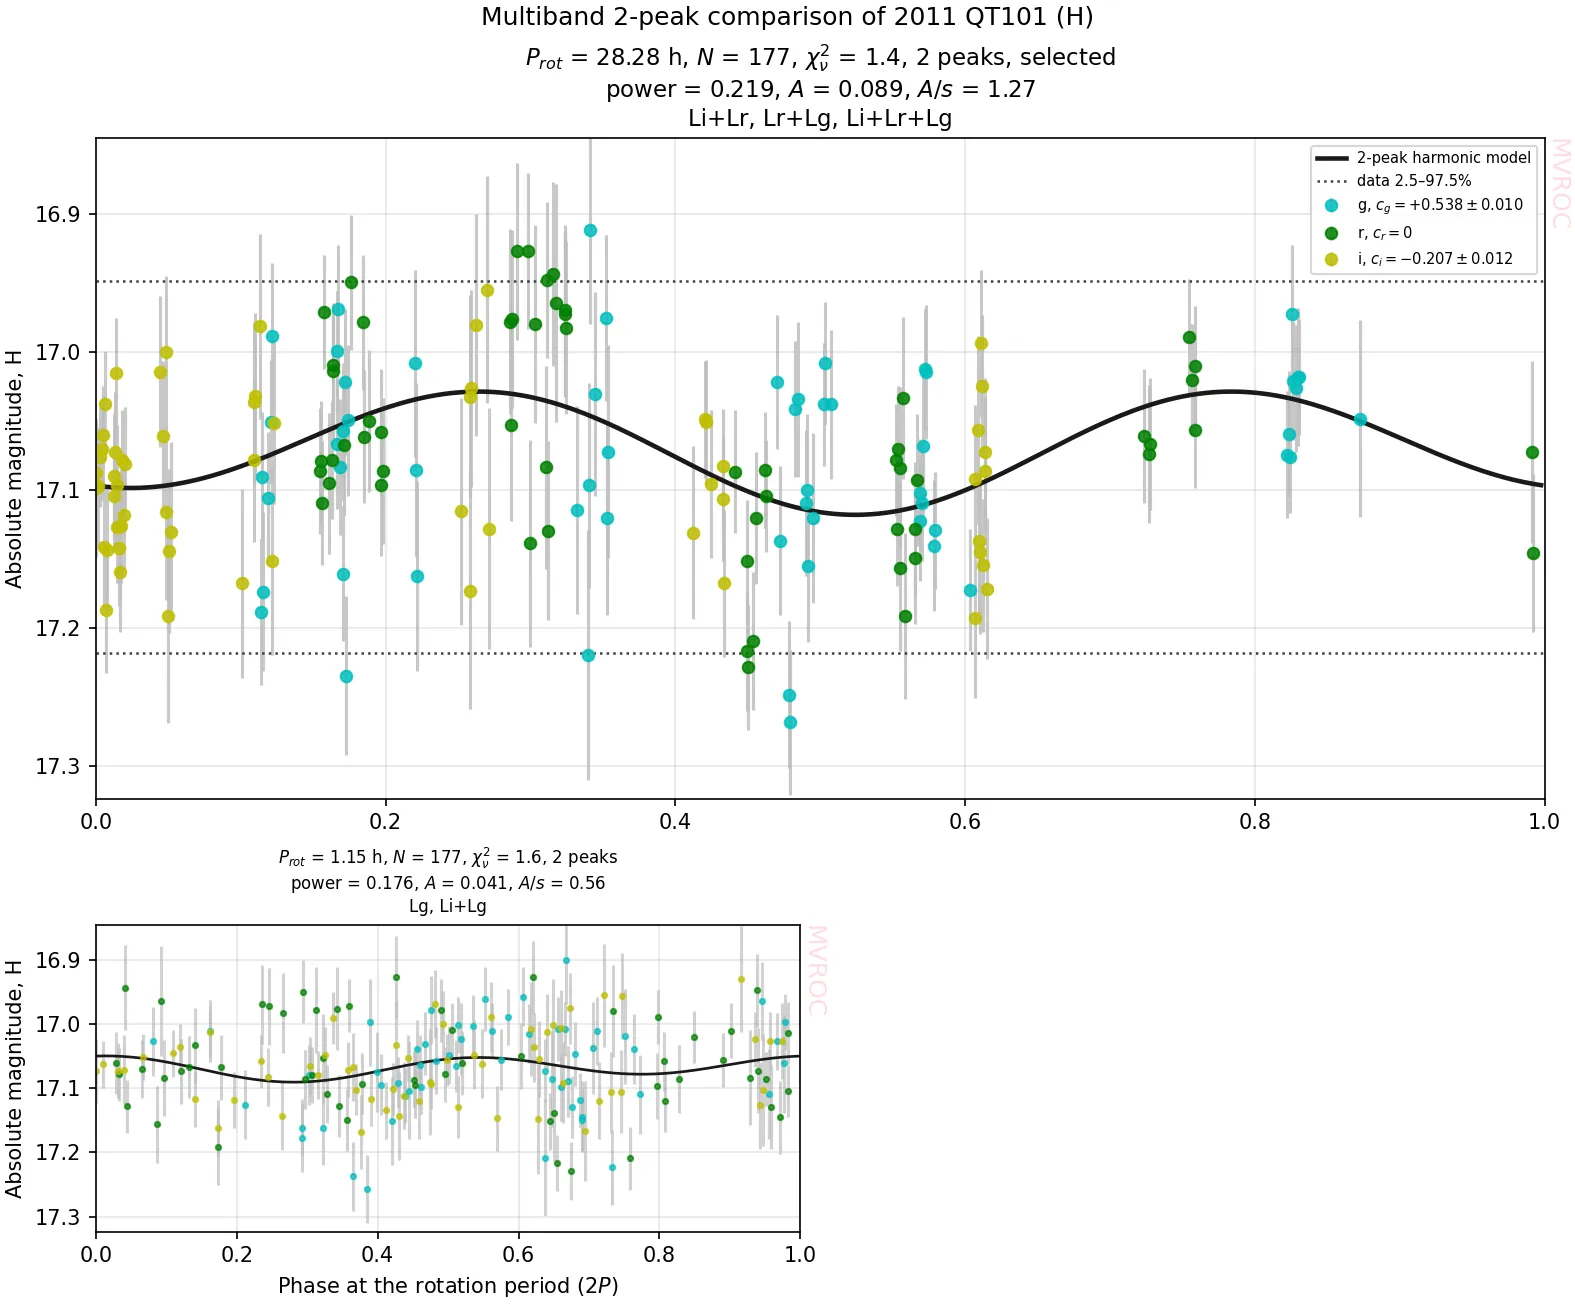 Multiband 2-peak comparison of 2011 QT101 (H)
P_rot = 28.28 h, N = 177, χ²_ν = 1.4, 2 peaks, selected
power = 0.219, A = 0.089, A/s = 1.27
Li+Lr, Lr+Lg, Li+Lr+Lg
2-peak harmonic model
data 2.5–97.5%
g, c_g = +0.538 ± 0.010
r, c_r = 0
i, c_i = −0.207 ± 0.012
MVROC
Absolute magnitude, H
16.9
17.0
17.1
17.2
17.3
0.0 0.2 0.4 0.6 0.8 1.0
P_rot = 1.15 h, N = 177, χ²_ν = 1.6, 2 peaks
power = 0.176, A = 0.041, A/s = 0.56
Lg, Li+Lg
MVROC
Absolute magnitude, H
16.9
17.0
17.1
17.2
17.3
0.0 0.2 0.4 0.6 0.8 1.0
Phase at the rotation period (2P)